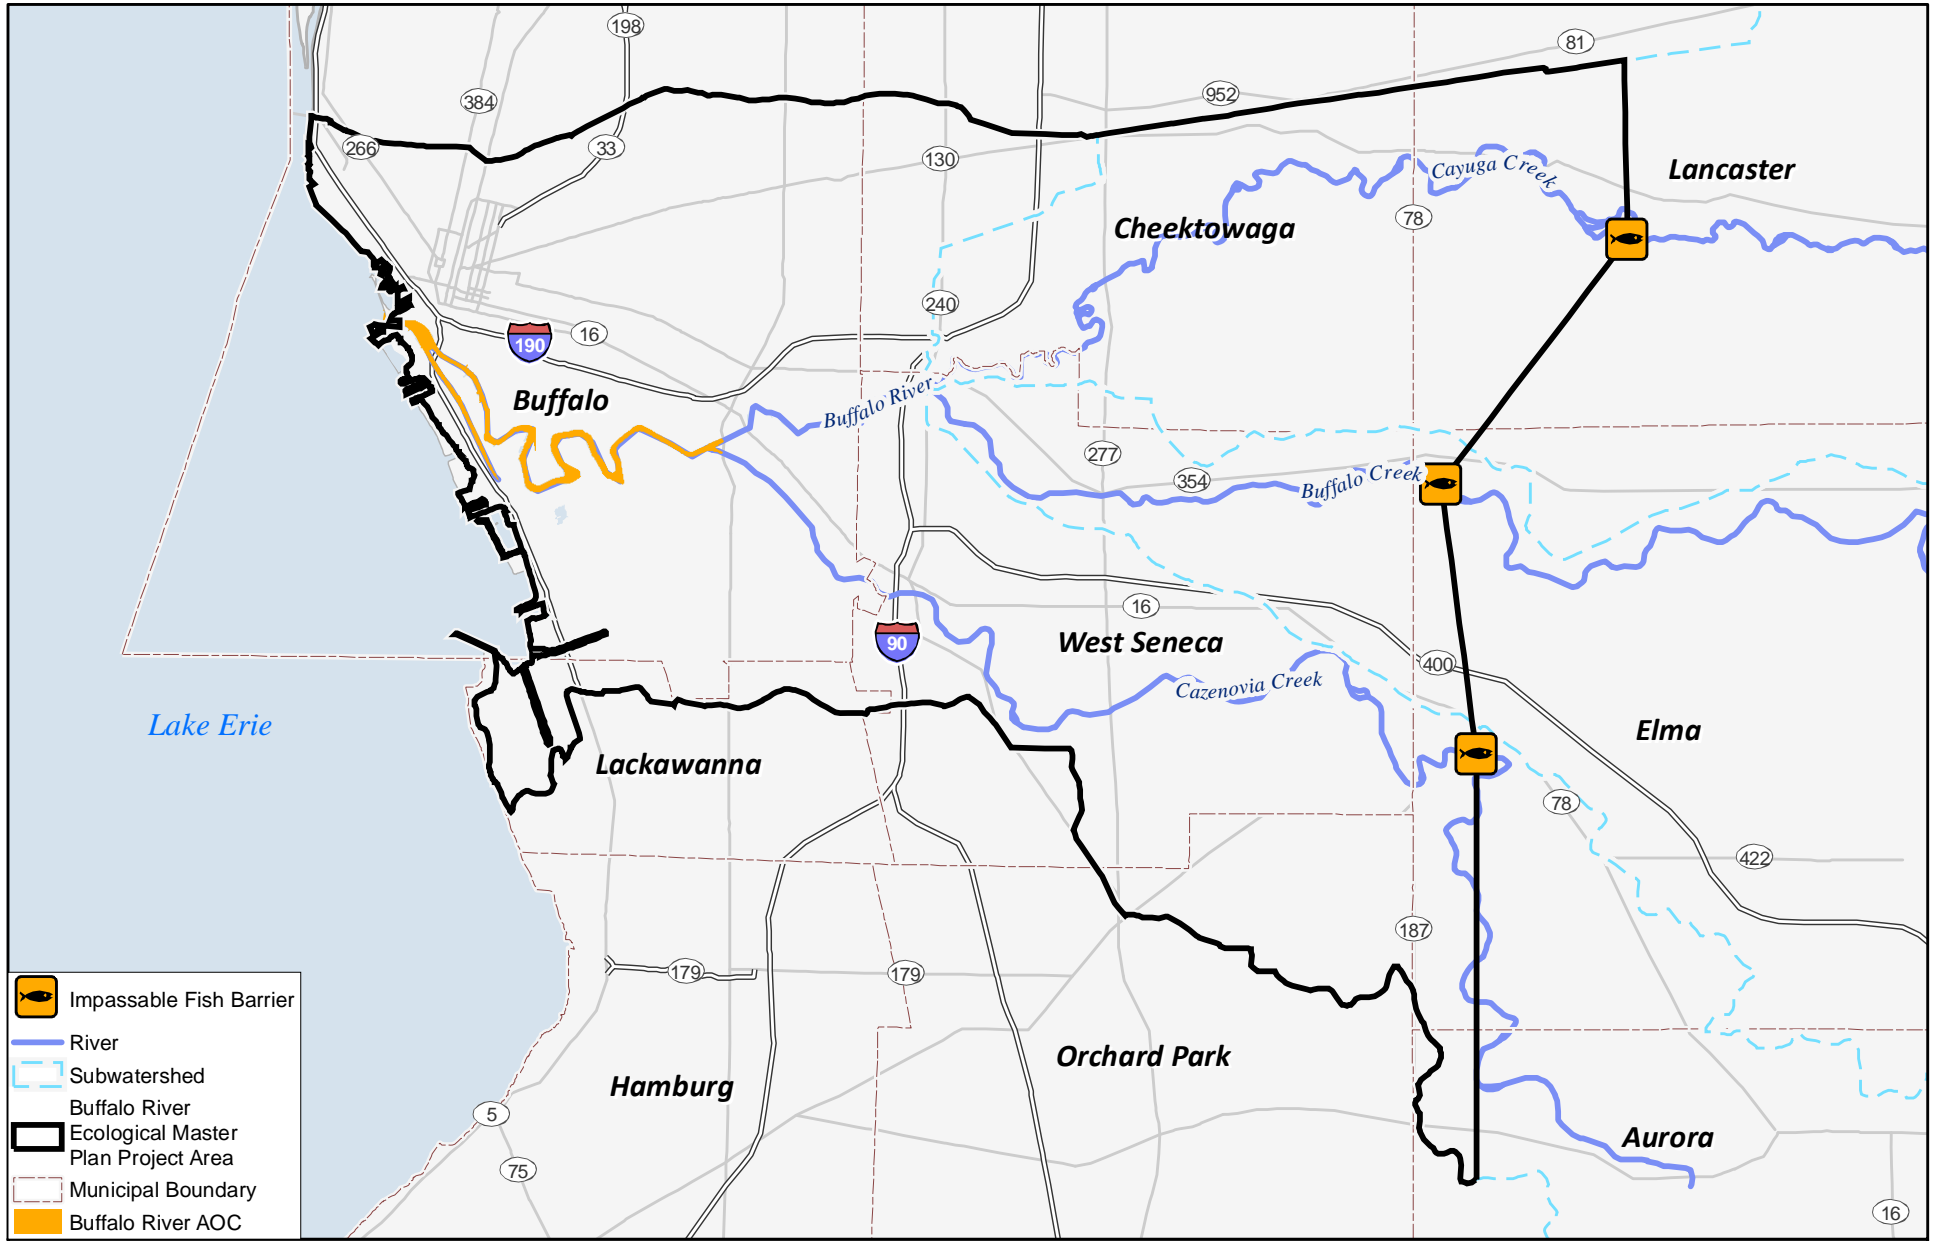 198
81
384
952
266
33
130
Cayuga Creek
Lancaster
78
Cheektowaga
240
190
16
Buffalo
Buffalo River
277
354
Buffalo Creek
16
90
West Seneca
400
Cazenovia Creek
Lake Erie
Elma
Lackawanna
78
422
187
179
179
Orchard Park
Hamburg
5
Aurora
75
16
Impassable Fish Barrier
River
Subwatershed
Buffalo River
Ecological Master
Plan Project Area
Municipal Boundary
Buffalo River AOC